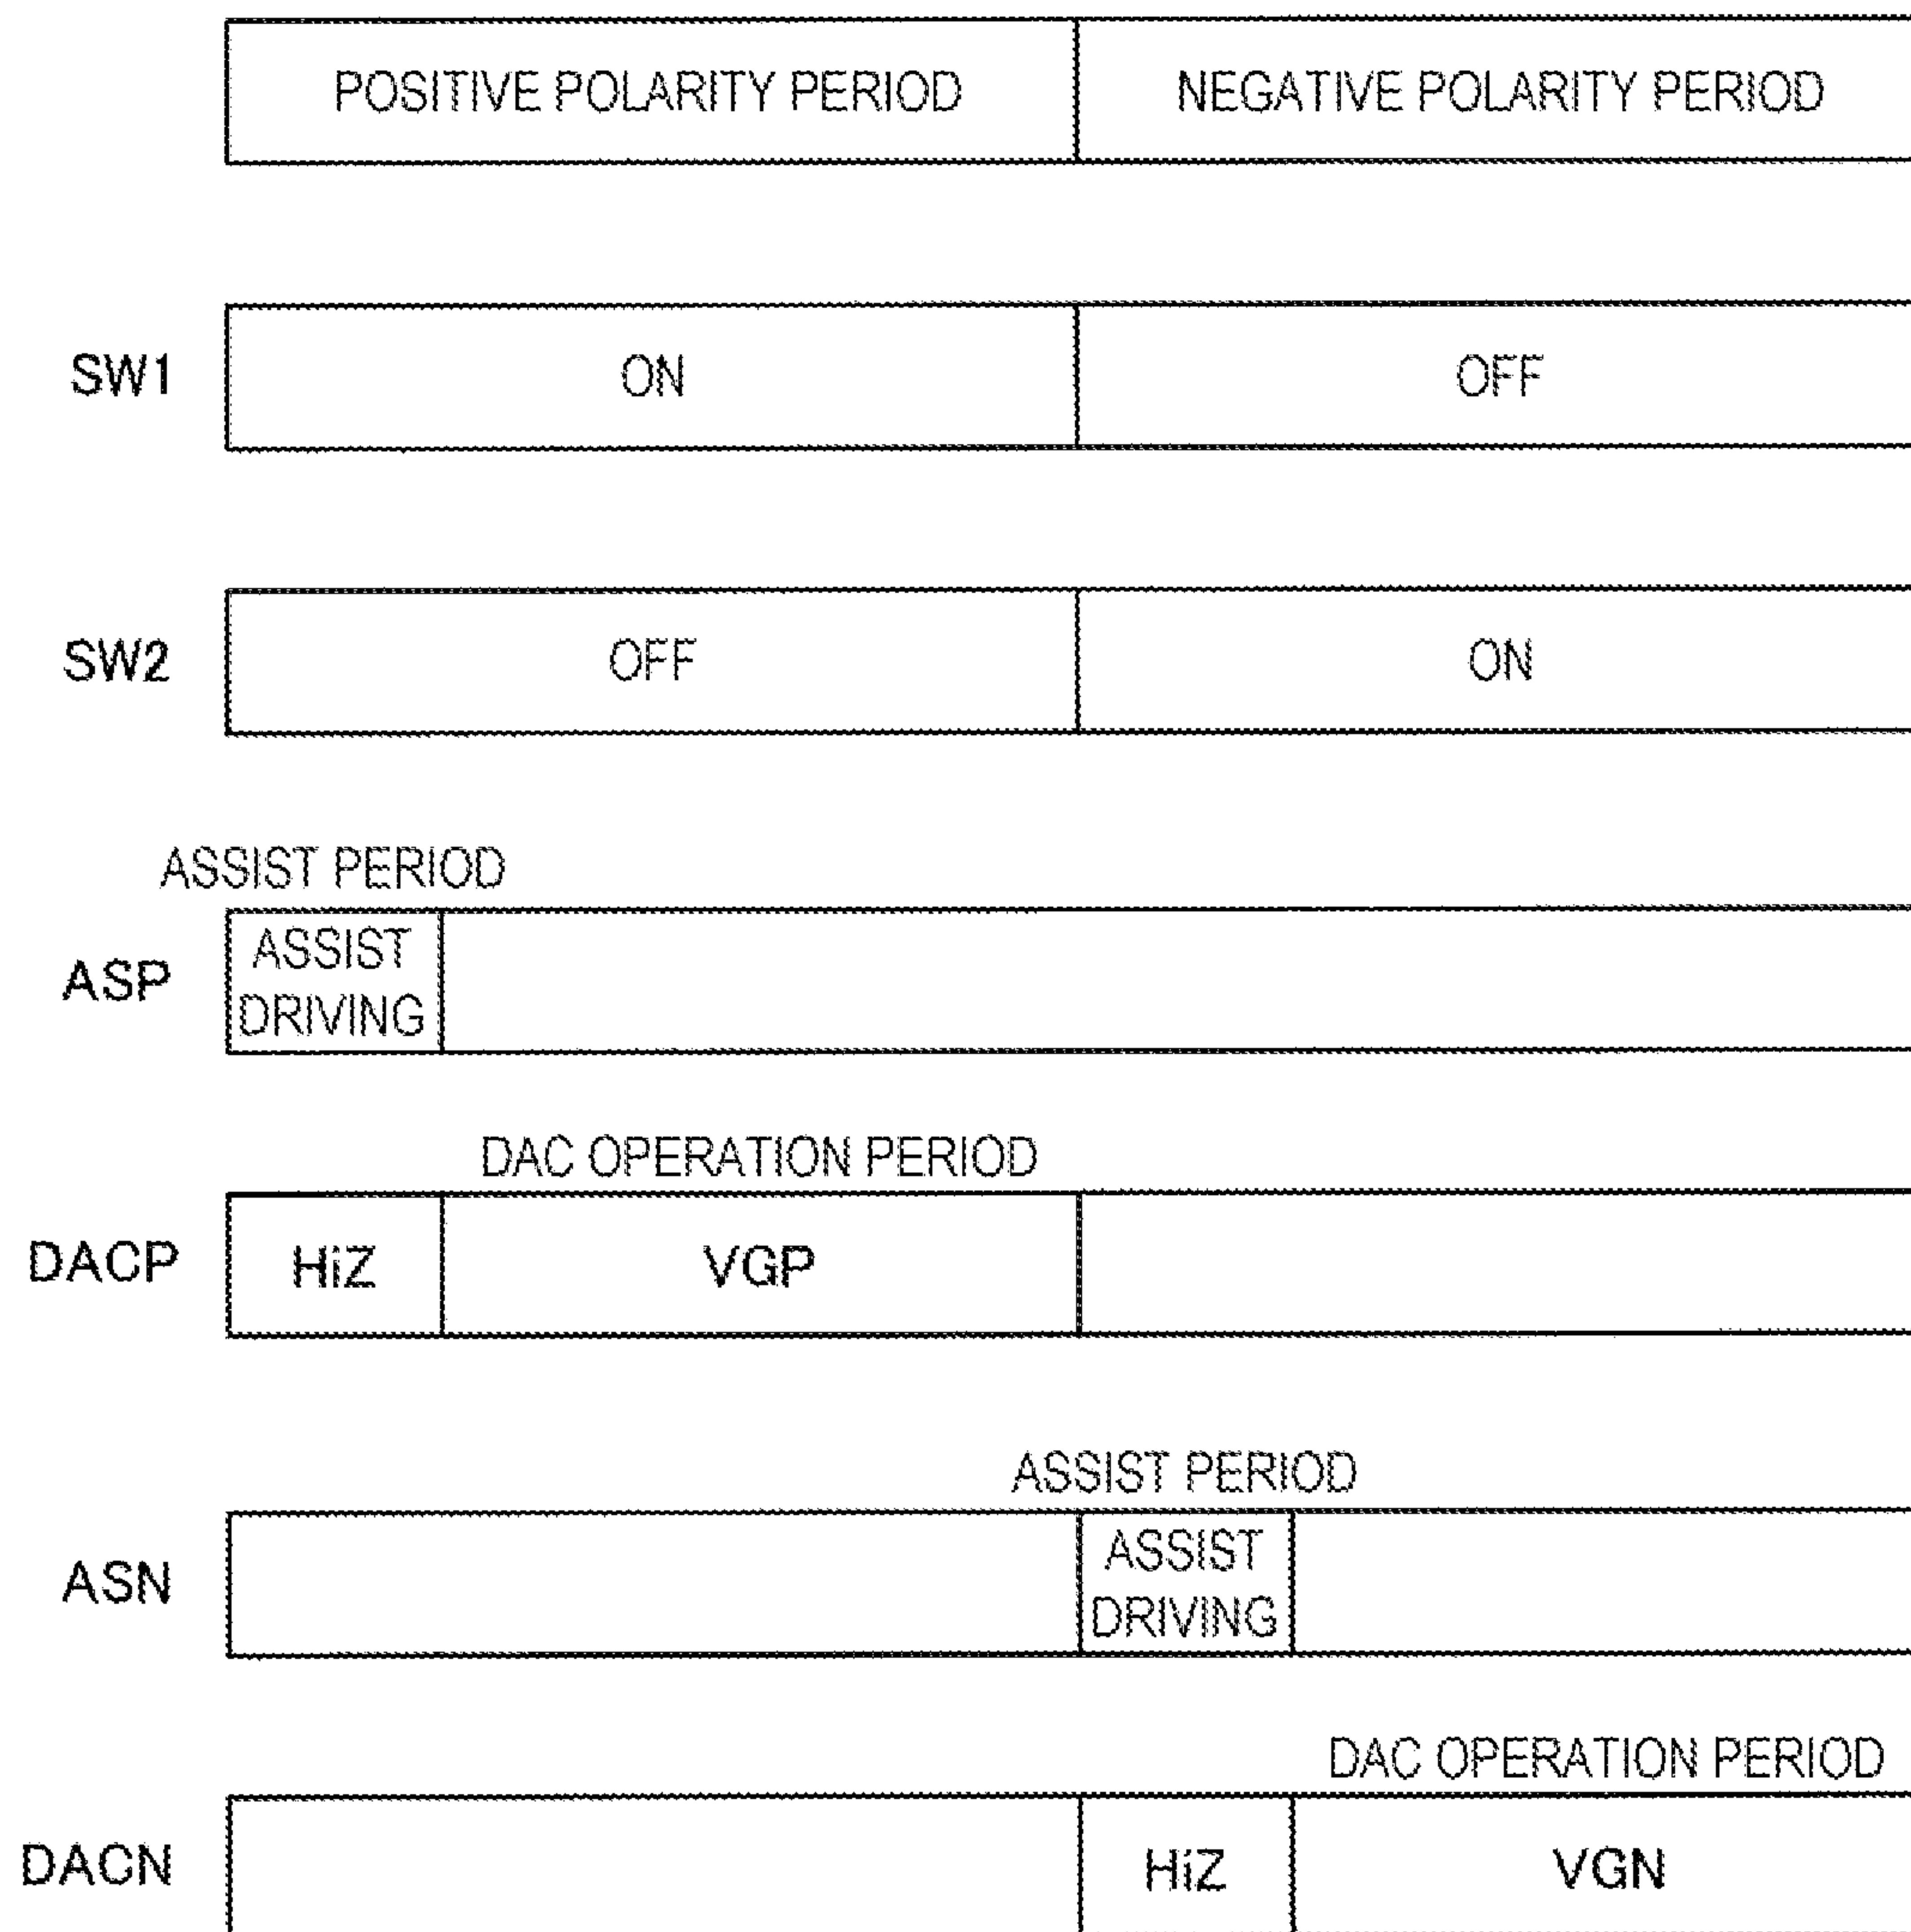 POSITIVE POLARITY PERIOD NEGATIVE POLARITY PERIOD
SW1 ON OFF
SW2 OFF ON
ASSIST PERIOD
ASP ASSIST
DRIVING
DAC OPERATION PERIOD
DACP HiZ VGP
ASSIST PERIOD
ASN ASSIST
DRIVING
DAC OPERATION PERIOD
DACN HiZ VGN